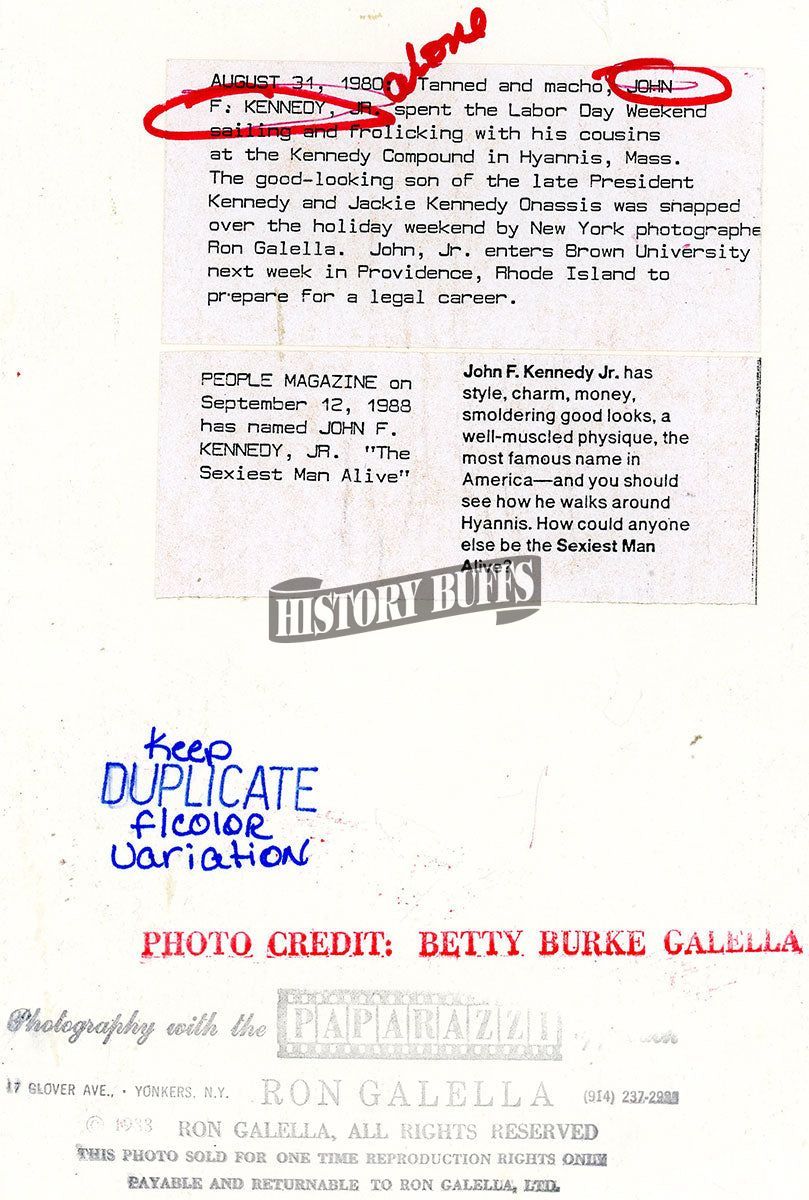 alone
AUGUST 31, 1980: Tanned and macho, JOHN
F. KENNEDY, JR. spent the Labor Day Weekend
sailing and frolicking with his cousins
at the Kennedy Compound in Hyannis, Mass.
The good-looking son of the late President
Kennedy and Jackie Kennedy Onassis was snapped
over the holiday weekend by New York photographe
Ron Galella. John, Jr. enters Brown University
next week in Providence, Rhode Island to
prepare for a legal career.
PEOPLE MAGAZINE on
September 12, 1988
has named JOHN F.
KENNEDY, JR. "The
Sexiest Man Alive"
John F. Kennedy Jr. has
style, charm, money,
smoldering good looks, a
well-muscled physique, the
most famous name in
America—and you should
see how he walks around
Hyannis. How could anyone
else be the Sexiest Man
Alive?
HISTORY BUFFS
Keep
DUPLICATE
f/COLOR
Variation
PHOTO CREDIT: BETTY BURKE GALELLA
Photography with the PAPARAZZI
17 GLOVER AVE., · YONKERS, N.Y. RON GALELLA (914) 237-29
© 1983 RON GALELLA, ALL RIGHTS RESERVED
THIS PHOTO SOLD FOR ONE TIME REPRODUCTION RIGHTS ONLY
PAYABLE AND RETURNABLE TO RON GALELLA, LTD.